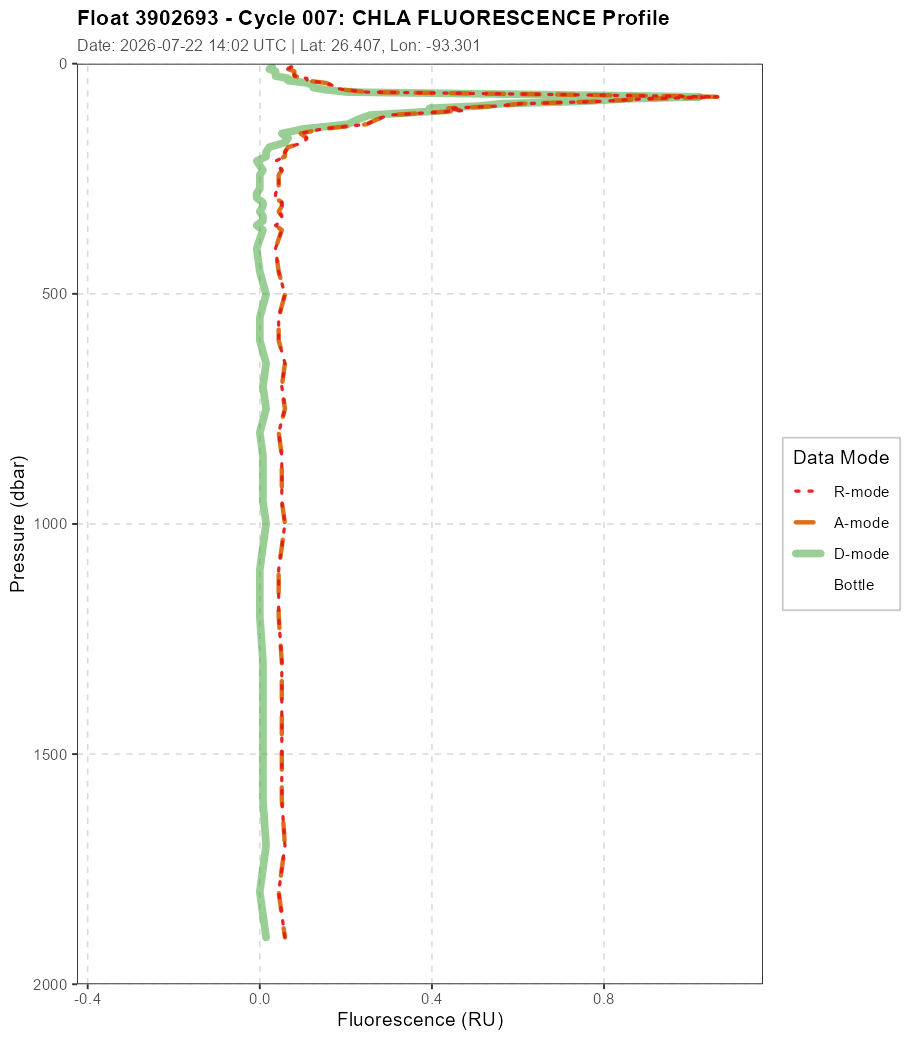 Float 3902693 - Cycle 007: CHLA FLUORESCENCE Profile
Date: 2026-07-22 14:02 UTC | Lat: 26.407, Lon: -93.301
0
500
1000
1500
2000
Pressure (dbar)
-0.4
0.0
0.4
0.8
Fluorescence (RU)
Data Mode
R-mode
A-mode
D-mode
Bottle